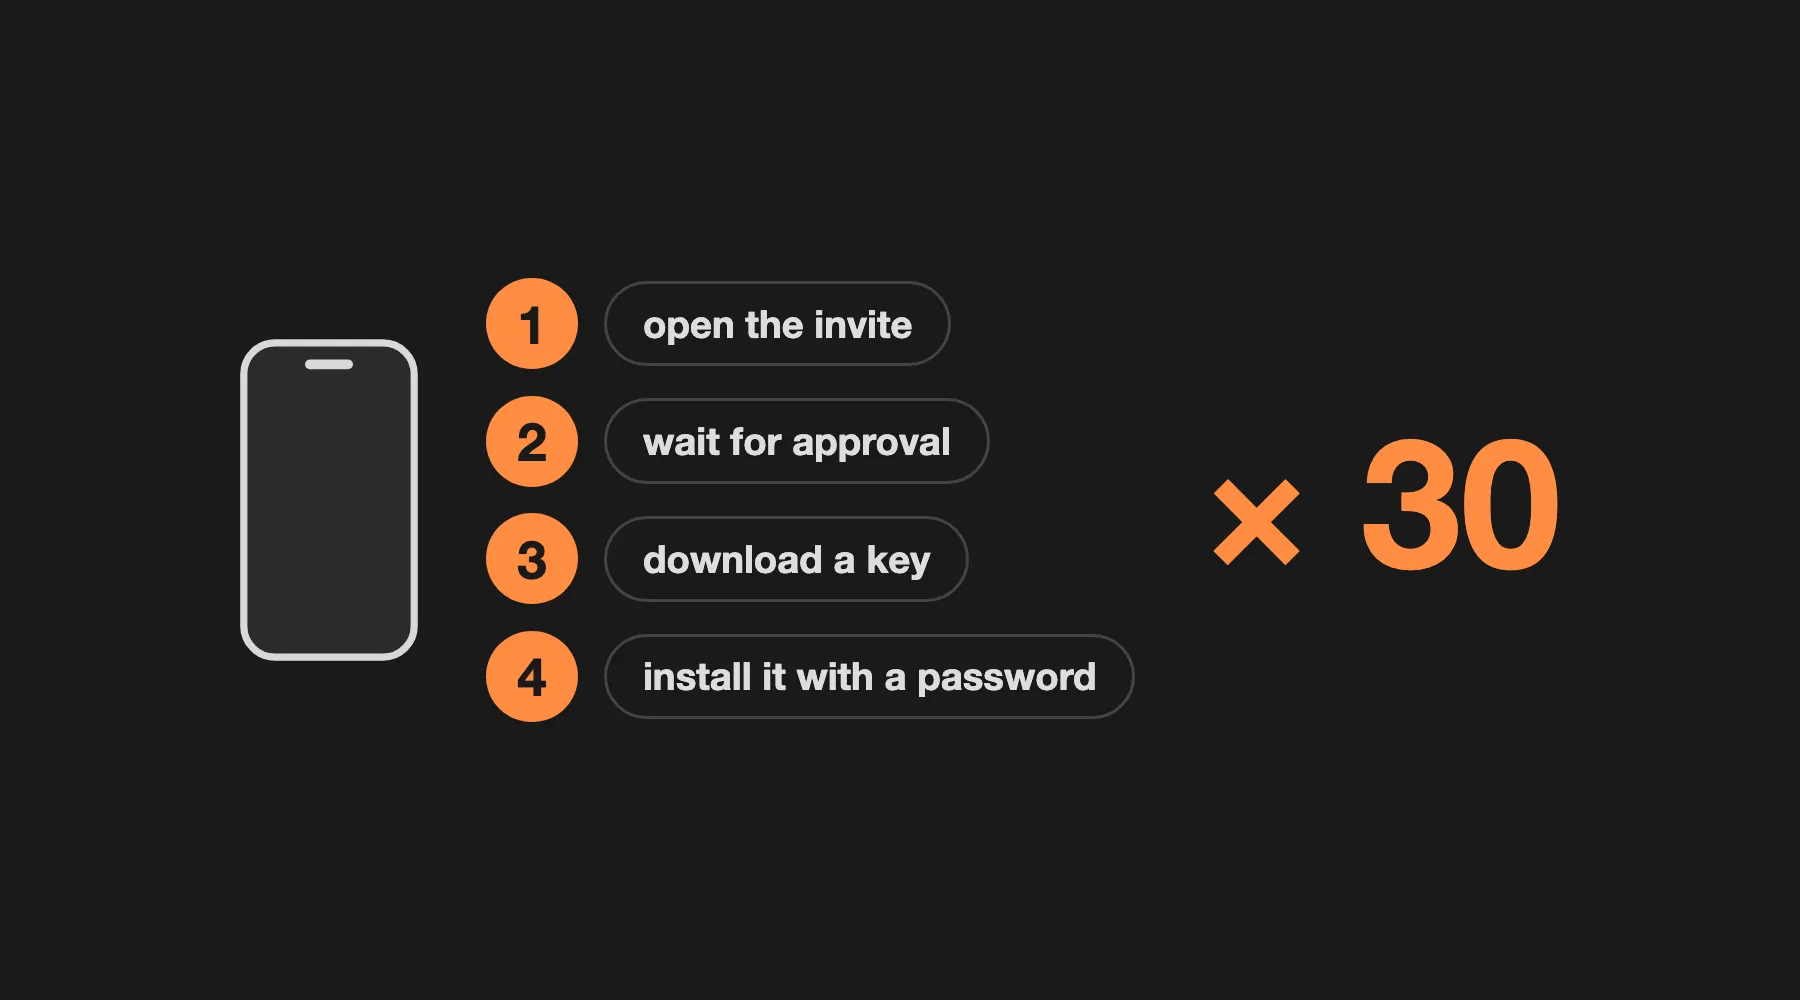 1 open the invite
2 wait for approval
3 download a key
4 install it with a password
× 30